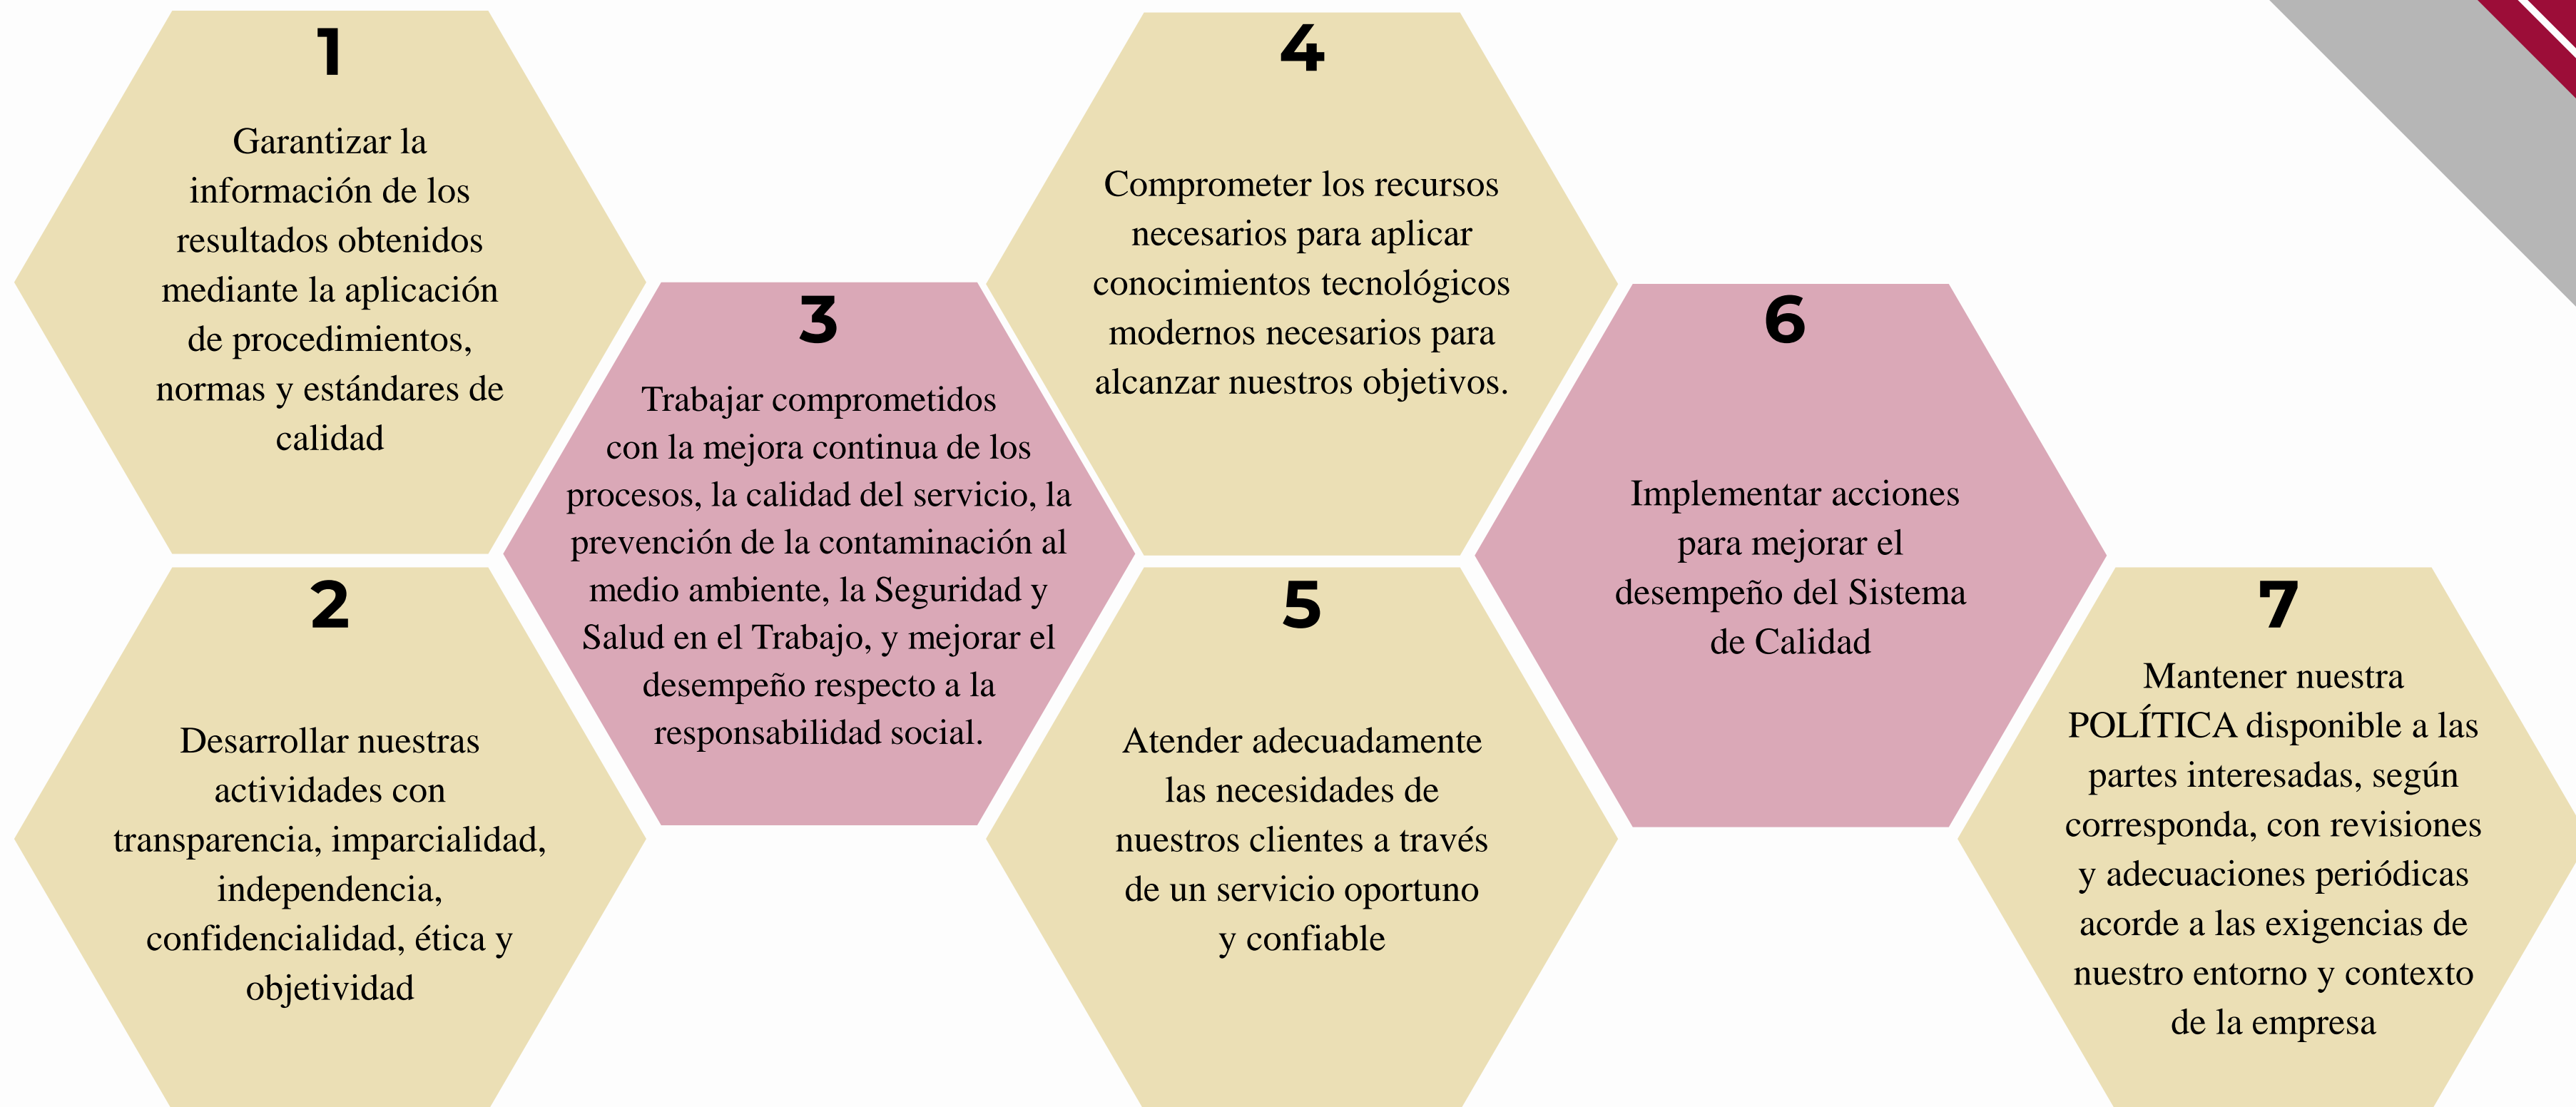 1
Garantizar la
información de los
resultados obtenidos
mediante la aplicación
de procedimientos,
normas y estándares de
calidad
2
Desarrollar nuestras
actividades con
transparencia, imparcialidad,
independencia,
confidencialidad, ética y
objetividad
3
Trabajar comprometidos
con la mejora continua de los
procesos, la calidad del servicio, la
prevención de la contaminación al
medio ambiente, la Seguridad y
Salud en el Trabajo, y mejorar el
desempeño respecto a la
responsabilidad social.
4
Comprometer los recursos
necesarios para aplicar
conocimientos tecnológicos
modernos necesarios para
alcanzar nuestros objetivos.
5
Atender adecuadamente
las necesidades de
nuestros clientes a través
de un servicio oportuno
y confiable
6
Implementar acciones
para mejorar el
desempeño del Sistema
de Calidad
7
Mantener nuestra
POLÍTICA disponible a las
partes interesadas, según
corresponda, con revisiones
y adecuaciones periódicas
acorde a las exigencias de
nuestro entorno y contexto
de la empresa